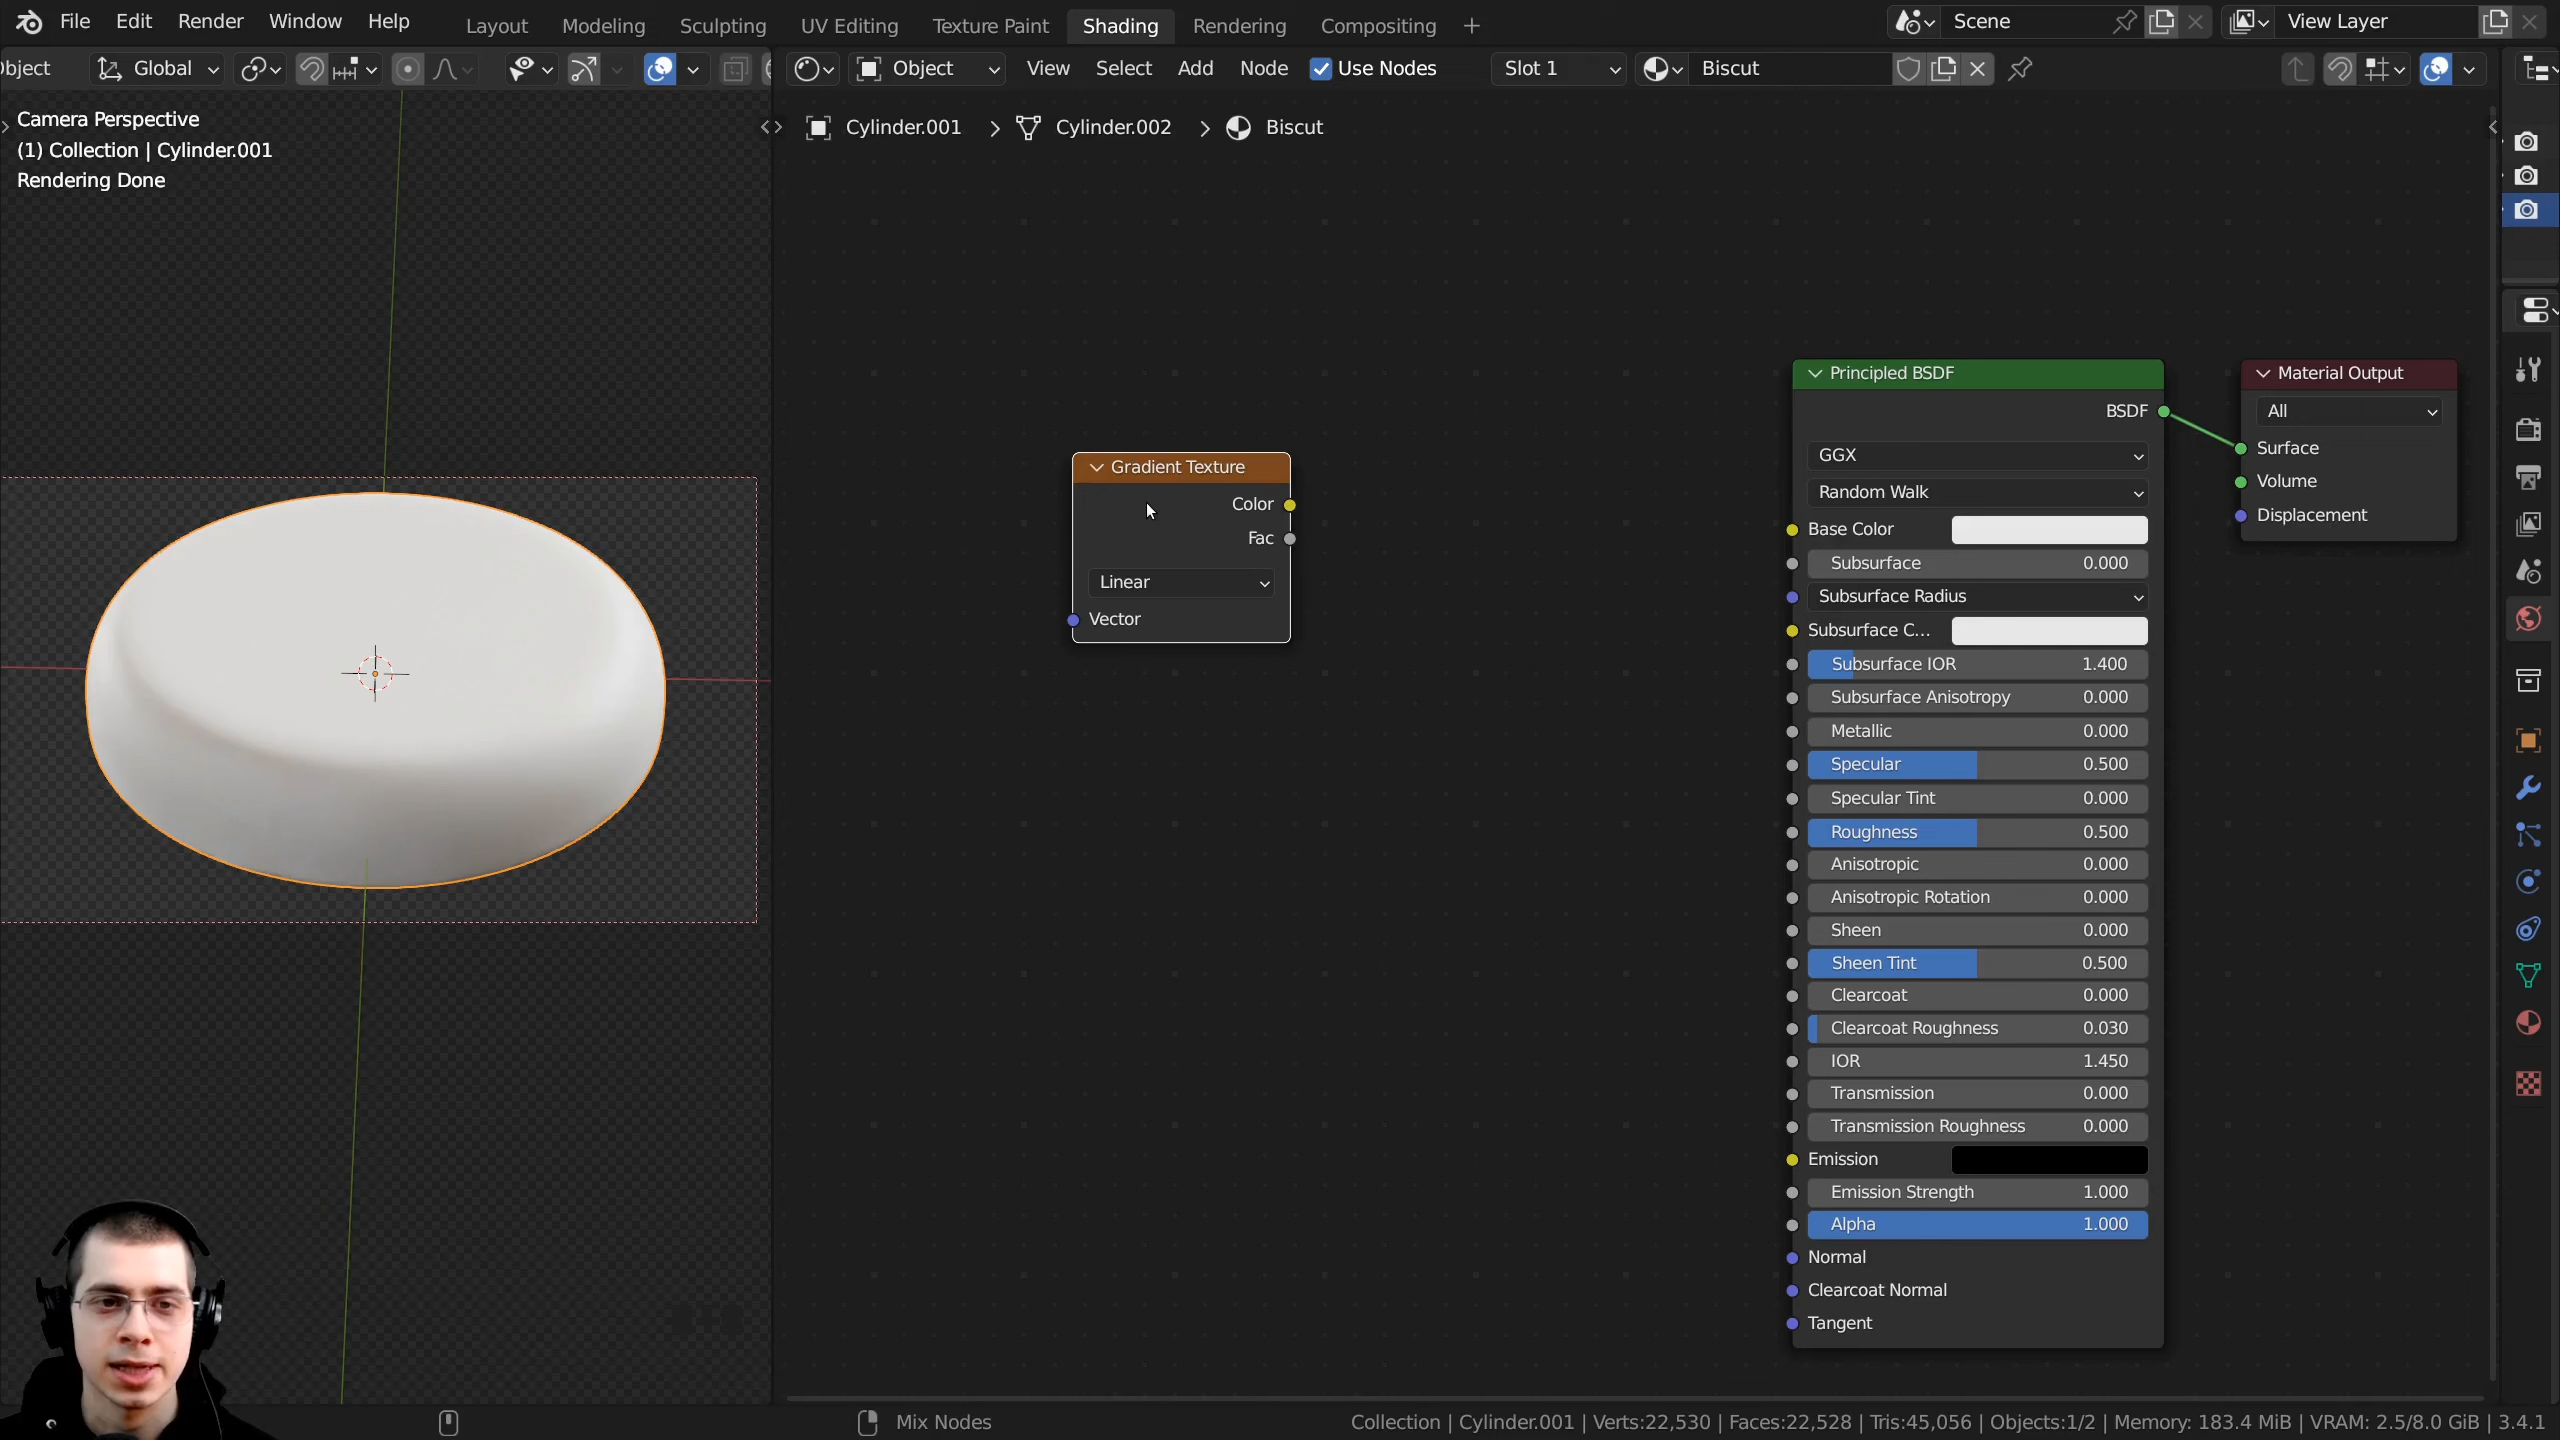 File Edit Render Window Help Layout Modeling Sculpting UV Editing Texture Paint Shading Rendering Compositing Scene View Layer
Global Object View Select Add Node Use Nodes Slot 1 Biscut
Camera Perspective
(1) Collection | Cylinder.001
Rendering Done
Cylinder.001 Cylinder.002 Biscut
Gradient Texture
Color
Fac
Linear
Vector
Principled BSDF
BSDF
GGX
Random Walk
Base Color
Subsurface 0.000
Subsurface Radius
Subsurface C...
Subsurface IOR 1.400
Subsurface Anisotropy 0.000
Metallic 0.000
Specular 0.500
Specular Tint 0.000
Roughness 0.500
Anisotropic 0.000
Anisotropic Rotation 0.000
Sheen 0.000
Sheen Tint 0.500
Clearcoat 0.000
Clearcoat Roughness 0.030
IOR 1.450
Transmission 0.000
Transmission Roughness 0.000
Emission
Emission Strength 1.000
Alpha 1.000
Normal
Clearcoat Normal
Tangent
Material Output
All
Surface
Volume
Displacement
Mix Nodes
Collection | Cylinder.001 | Verts:22,530 | Faces:22,528 | Tris:45,056 | Objects:1/2 | Memory: 183.4 MiB | VRAM: 2.5/8.0 GiB | 3.4.1